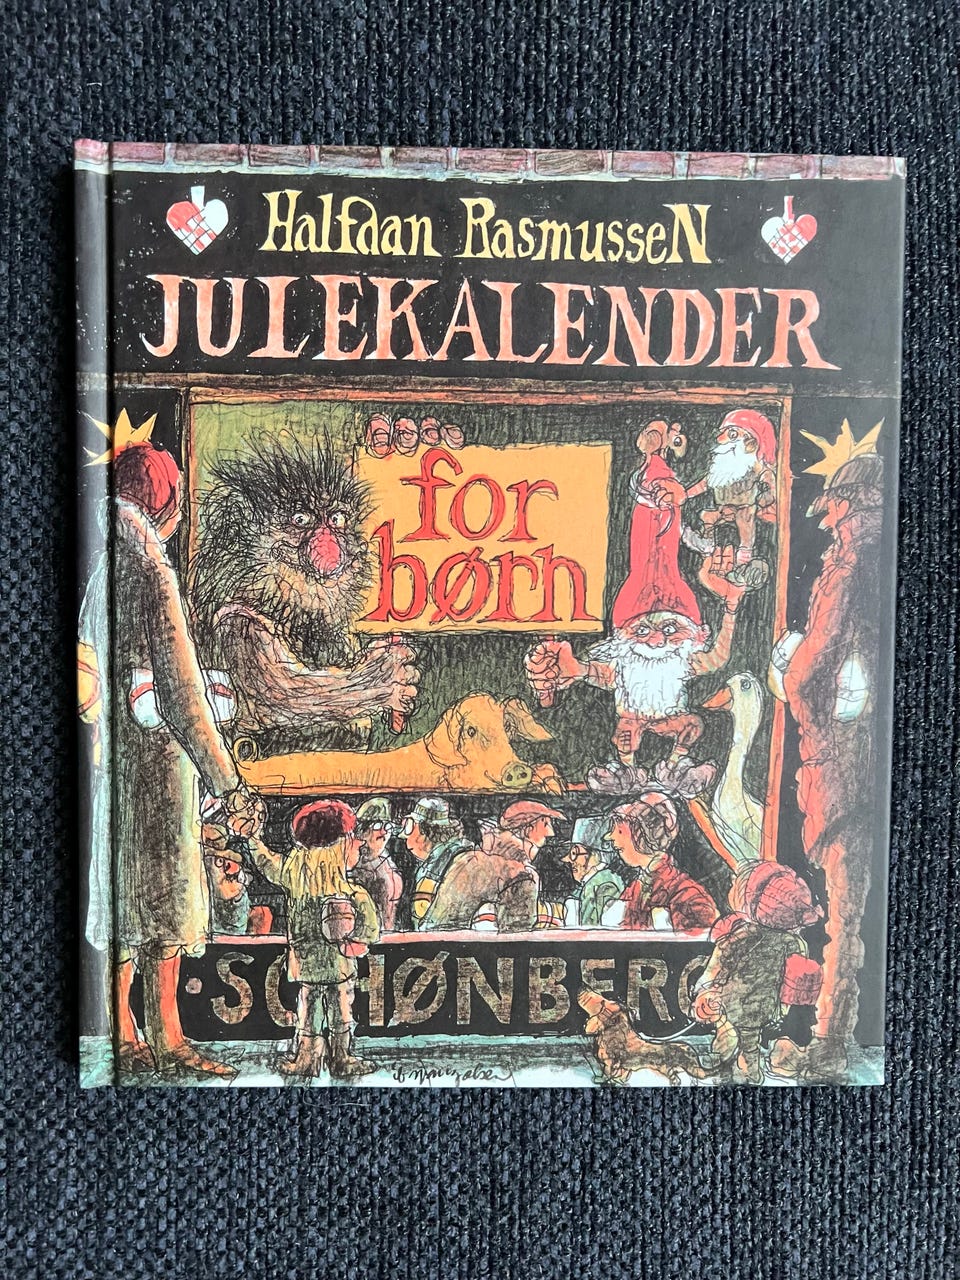 Halfdan RasmusseN
JULEKALENDER
for
børn
SCHØNBERG